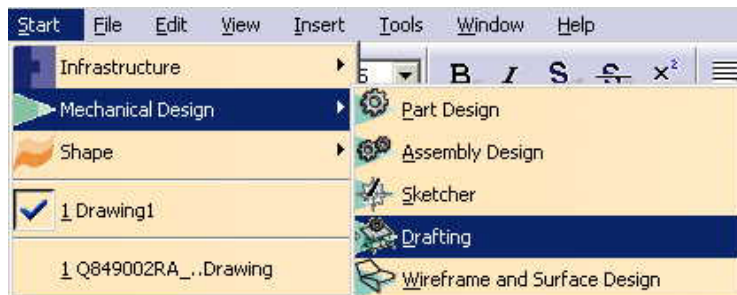 Start File Edit View Insert Tools Window Help
B I S S x²
Infrastructure
Mechanical Design
Shape
1 Drawing1
1 Q849002RA_..Drawing
Part Design
Assembly Design
Sketcher
Drafting
Wireframe and Surface Design